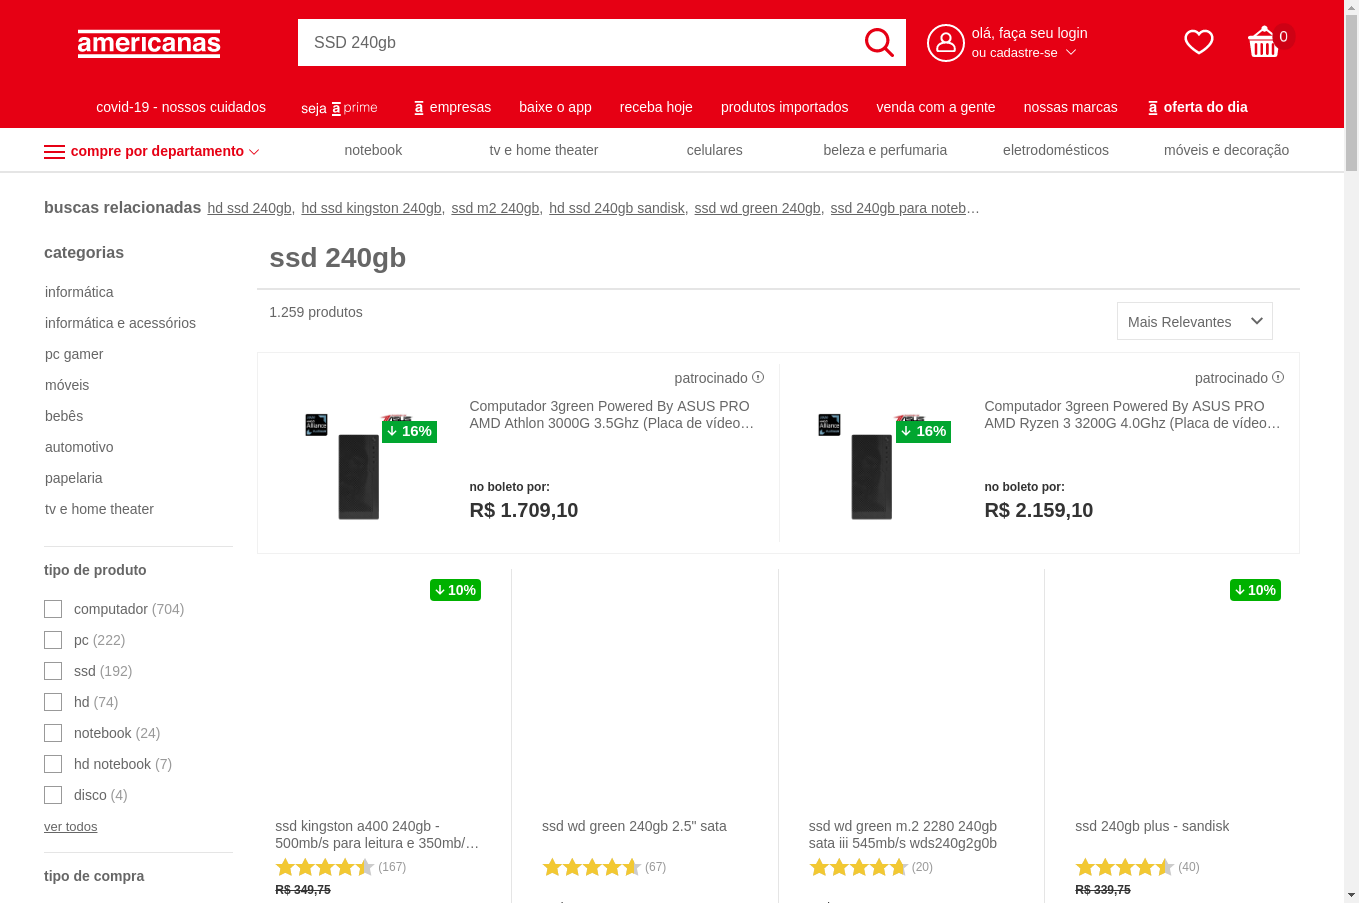 americanas
SSD 240gb
olá, faça seu login
ou cadastre-se
0
covid-19 - nossos cuidados
seja a prime
a empresas
baixe o app
receba hoje
produtos importados
venda com a gente
nossas marcas
a oferta do dia
compre por departamento
notebook
tv e home theater
celulares
beleza e perfumaria
eletrodomésticos
móveis e decoração
buscas relacionadas hd ssd 240gb, hd ssd kingston 240gb, ssd m2 240gb, hd ssd 240gb sandisk, ssd wd green 240gb, ssd 240gb para noteb…
categorias
informática
informática e acessórios
pc gamer
móveis
bebês
automotivo
papelaria
tv e home theater
tipo de produto
computador (704)
pc (222)
ssd (192)
hd (74)
notebook (24)
hd notebook (7)
disco (4)
ver todos
tipo de compra
ssd 240gb
1.259 produtos
Mais Relevantes
patrocinado
Alliance
ASUS
16%
Computador 3green Powered By ASUS PRO
AMD Athlon 3000G 3.5Ghz (Placa de vídeo…
no boleto por:
R$ 1.709,10
patrocinado
Alliance
ASUS
16%
Computador 3green Powered By ASUS PRO
AMD Ryzen 3 3200G 4.0Ghz (Placa de vídeo…
no boleto por:
R$ 2.159,10
10%
ssd kingston a400 240gb -
500mb/s para leitura e 350mb/…
(167)
R$ 349,75
ssd wd green 240gb 2.5" sata
(67)
ssd wd green m.2 2280 240gb
sata iii 545mb/s wds240g2g0b
(20)
10%
ssd 240gb plus - sandisk
(40)
R$ 339,75